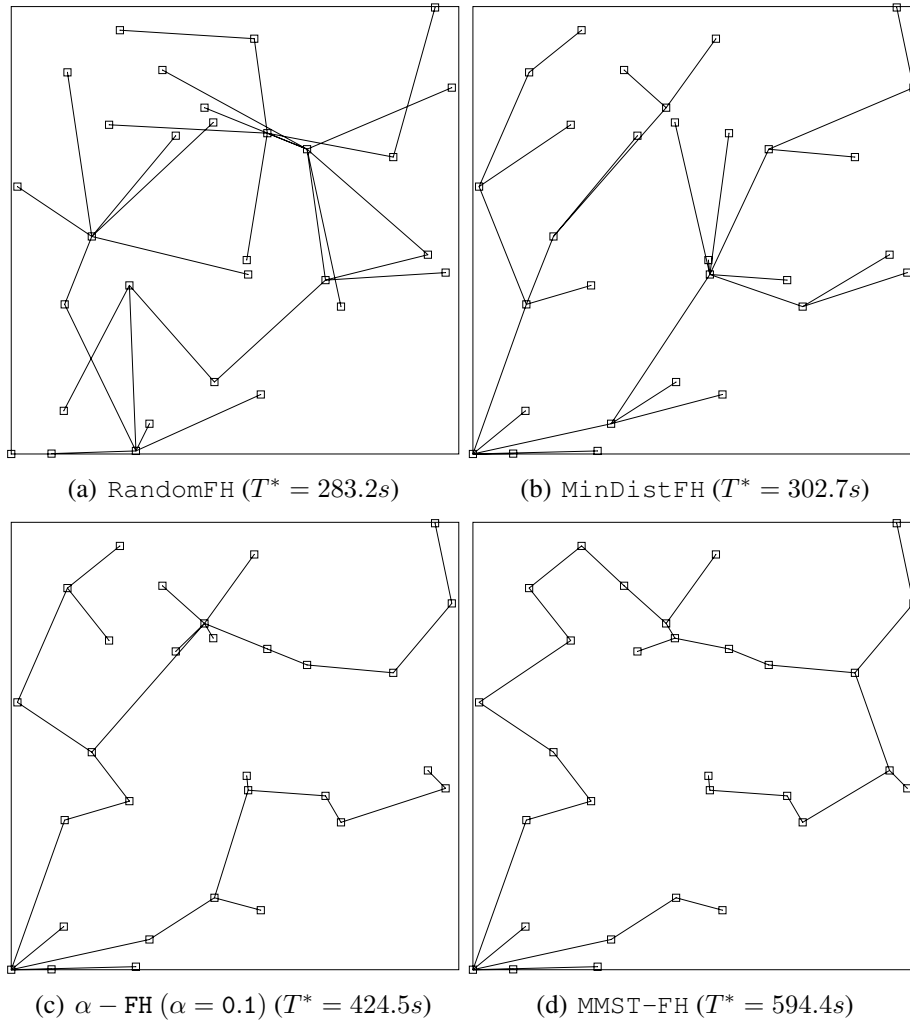 (a) RandomFH (T* = 283.2s)
(b) MinDistFH (T* = 302.7s)
(c) α − FH (α = 0.1) (T* = 424.5s)
(d) MMST-FH (T* = 594.4s)